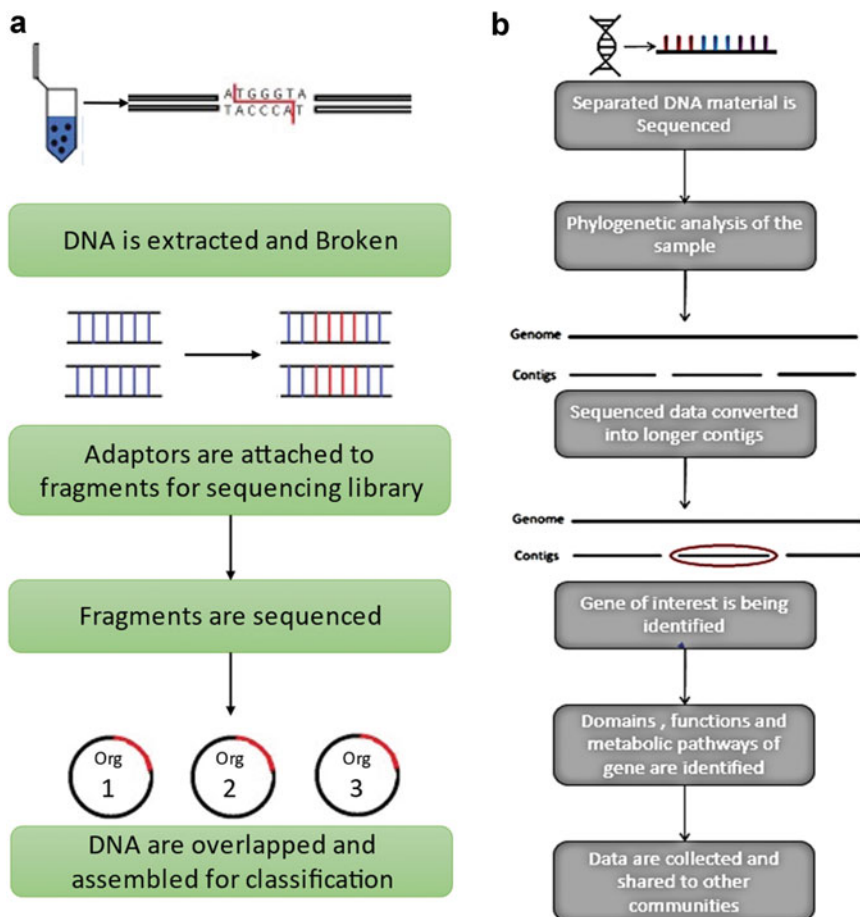 a
ATGGGTA
TACCCAT
DNA is extracted and Broken
Adaptors are attached to
fragments for sequencing library
Fragments are sequenced
Org
1
Org
2
Org
3
DNA are overlapped and
assembled for classification
b
Separated DNA material is
Sequenced
Phylogenetic analysis of the
sample
Genome
Contigs
Sequenced data converted
into longer contigs
Genome
Contigs
Gene of interest is being
identified
Domains , functions and
metabolic pathways of
gene are identified
Data are collected and
shared to other
communities